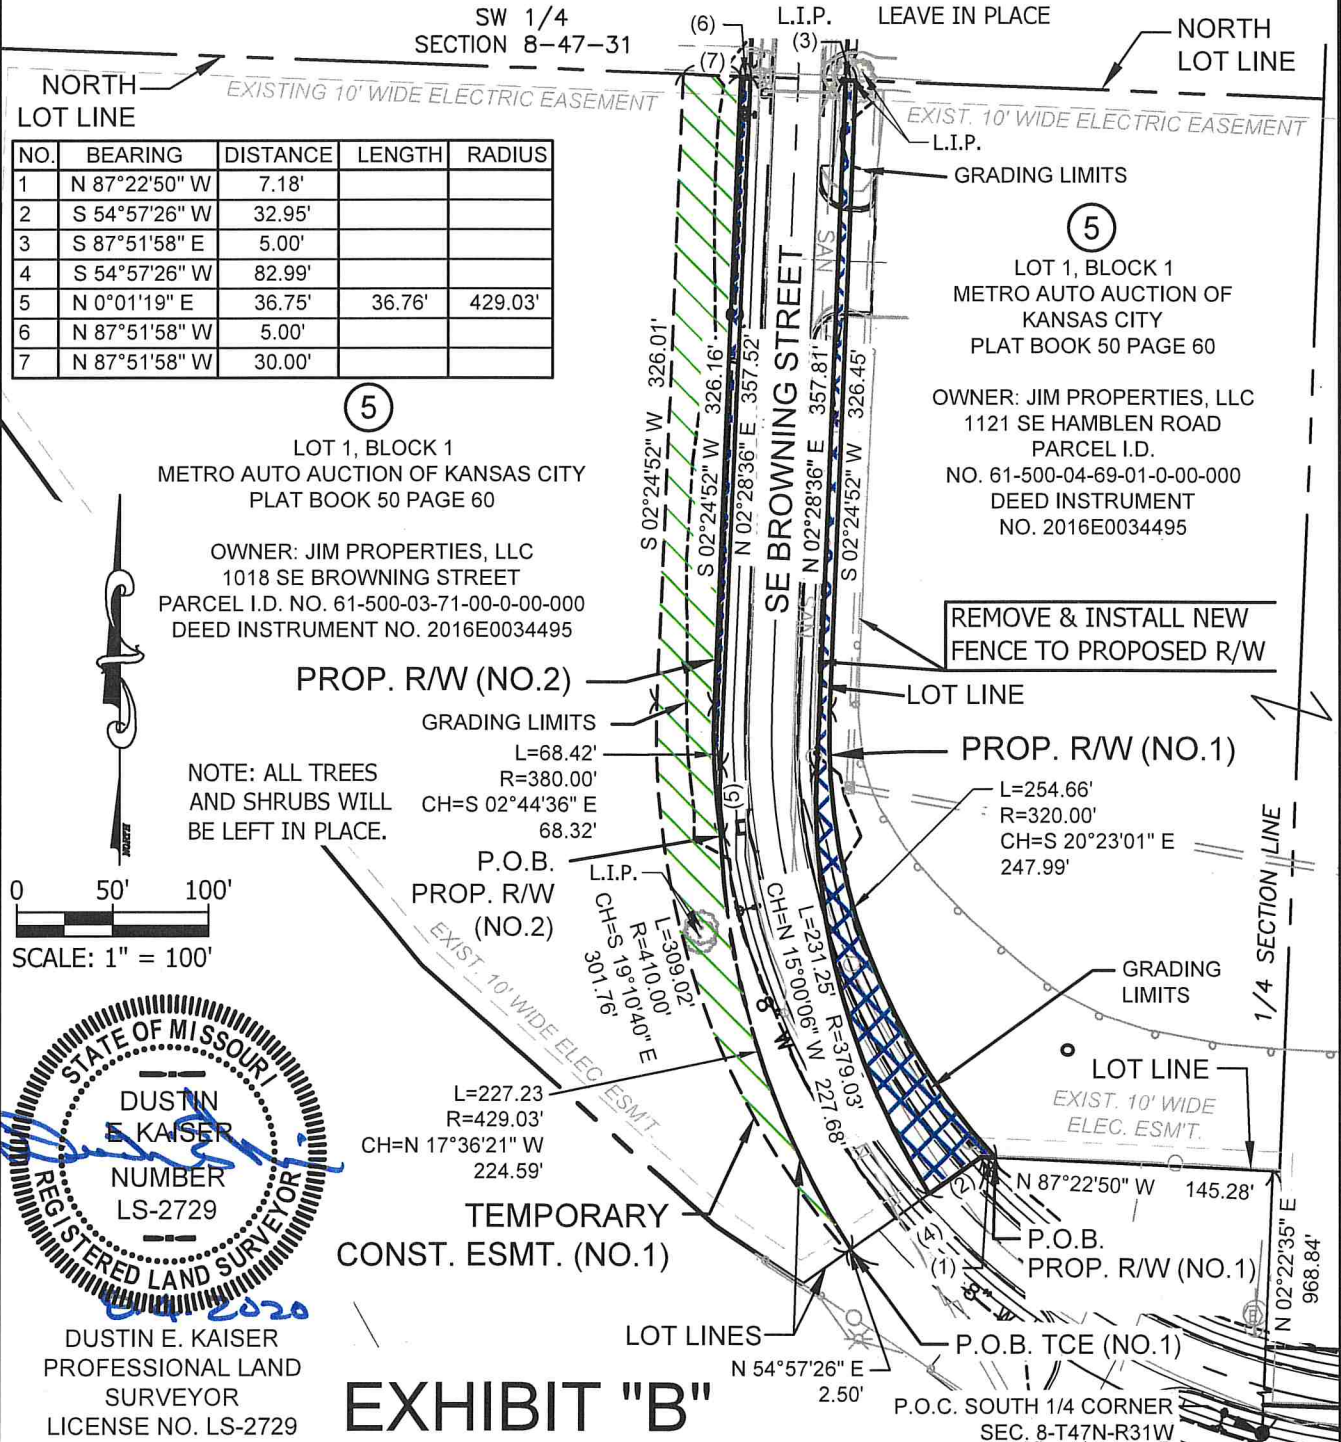 SW 1/4
SECTION 8-47-31
(6)
(7)
L.I.P.
(3)
LEAVE IN PLACE
NORTH
LOT LINE
NORTH
LOT LINE
EXISTING 10' WIDE ELECTRIC EASEMENT
EXIST. 10' WIDE ELECTRIC EASEMENT
L.I.P.
GRADING LIMITS
NO. BEARING DISTANCE LENGTH RADIUS
1 N 87°22'50" W 7.18'
2 S 54°57'26" W 32.95'
3 S 87°51'58" E 5.00'
4 S 54°57'26" W 82.99'
5 N 0°01'19" E 36.75' 36.76' 429.03'
6 N 87°51'58" W 5.00'
7 N 87°51'58" W 30.00'
5
LOT 1, BLOCK 1
METRO AUTO AUCTION OF
KANSAS CITY
PLAT BOOK 50 PAGE 60
OWNER: JIM PROPERTIES, LLC
1121 SE HAMBLEN ROAD
PARCEL I.D.
NO. 61-500-04-69-01-0-00-000
DEED INSTRUMENT
NO. 2016E0034495
5
LOT 1, BLOCK 1
METRO AUTO AUCTION OF KANSAS CITY
PLAT BOOK 50 PAGE 60
OWNER: JIM PROPERTIES, LLC
1018 SE BROWNING STREET
PARCEL I.D. NO. 61-500-03-71-00-0-00-000
DEED INSTRUMENT NO. 2016E0034495
S 02°24'52" W 326.01'
S 02°24'52" W 326.16'
N 02°28'36" E 357.52'
SE BROWNING STREET
N 02°28'36" E 357.81'
S 02°24'52" W 326.45'
SAN
SAN
REMOVE & INSTALL NEW
FENCE TO PROPOSED R/W
PROP. R/W (NO.2)
LOT LINE
GRADING LIMITS
PROP. R/W (NO.1)
L=68.42'
R=380.00'
CH=S 02°44'36" E
68.32'
(5)
L=254.66'
R=320.00'
CH=S 20°23'01" E
247.99'
NOTE: ALL TREES
AND SHRUBS WILL
BE LEFT IN PLACE.
P.O.B.
PROP. R/W
(NO.2)
L.I.P.
0 50' 100'
SCALE: 1" = 100'
1/4 SECTION LINE
L=309.02'
R=410.00'
CH=S 19°10'40" E
301.76'
L=231.25' R=379.03'
CH=N 15°00'06" W 227.68'
8" W
EXIST. 10' WIDE ELEC. ESMT.
GRADING
LIMITS
LOT LINE
EXIST. 10' WIDE
ELEC. ESM'T.
L=227.23
R=429.03'
CH=N 17°36'21" W
224.59'
STATE OF MISSOURI
DUSTIN
E. KAISER
NUMBER
LS-2729
REGISTERED LAND SURVEYOR
2020
TEMPORARY
CONST. ESMT. (NO.1)
(2)
N 87°22'50" W 145.28'
(4)
(1)
8" W
P.O.B.
PROP. R/W (NO.1)
N 02°22'35" E
968.84'
E
LOT LINES
P.O.B. TCE (NO.1)
N 54°57'26" E
2.50'
DUSTIN E. KAISER
PROFESSIONAL LAND
SURVEYOR
LICENSE NO. LS-2729
EXHIBIT "B"
P.O.C. SOUTH 1/4 CORNER
SEC. 8-T47N-R31W